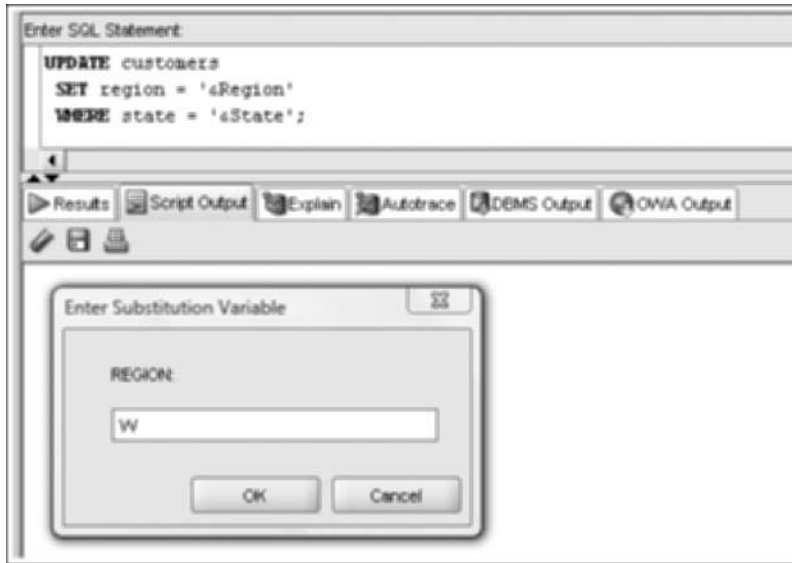 Enter SQL Statement:
UPDATE customers
SET region = '&Region'
WHERE state = '&State';
Results Script Output Explain Autotrace DBMS Output OWA Output
Enter Substitution Variable
REGION:
W
OK Cancel